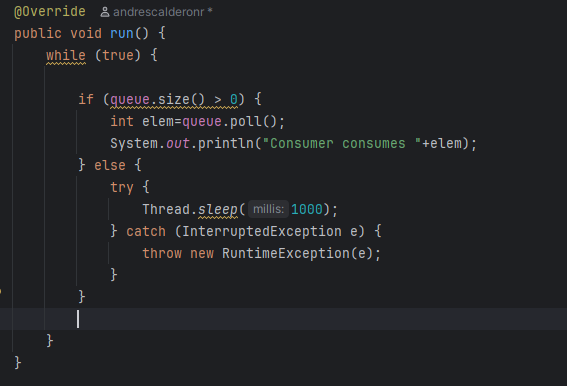 @Override andrescalderonr *
public void run() {
while (true) {
if (queue.size() > 0) {
int elem=queue.poll();
System.out.println("Consumer consumes "+elem);
} else {
try {
Thread.sleep( millis: 1000);
} catch (InterruptedException e) {
throw new RuntimeException(e);
}
}
}
}